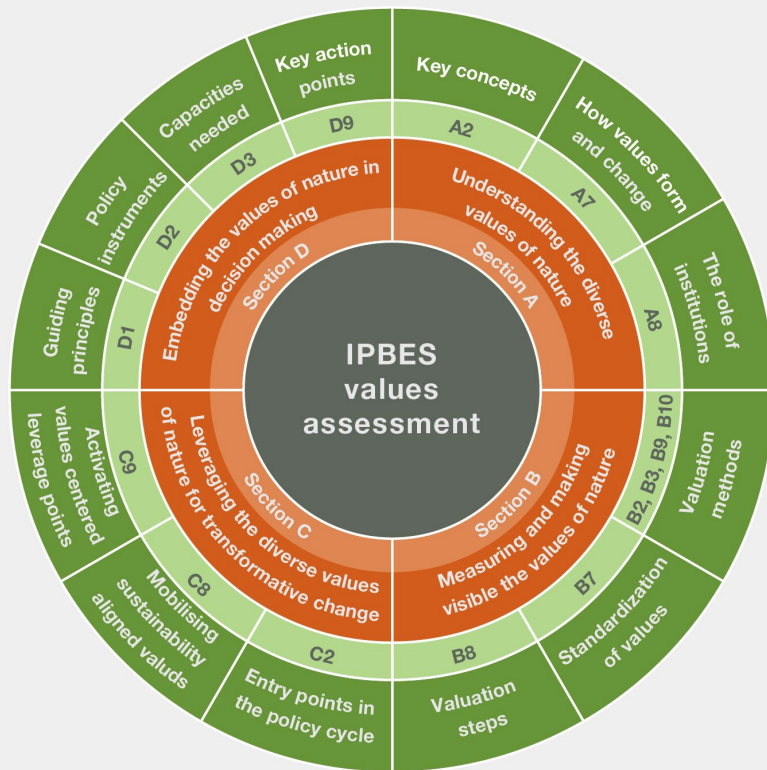 IPBES
values
assessment
Section A
Understanding the diverse
values of nature
A2
Key concepts
A7
How values form
and change
A8
The role of
institutions
Section B
Measuring and making
visible the values of nature
B2, B3, B9, B10
Valuation
methods
B7
Standardization
of values
B8
Valuation
steps
Section C
Leveraging the diverse values
of nature for transformative change
C2
Entry points in
the policy cycle
C8
Mobilising
sustainability
aligned valuds
C9
Activating
values centered
leverage points
Section D
Embedding the values of nature in
decision making
D1
Guiding
principles
D2
Policy
instruments
D3
Capacities
needed
D9
Key action
points